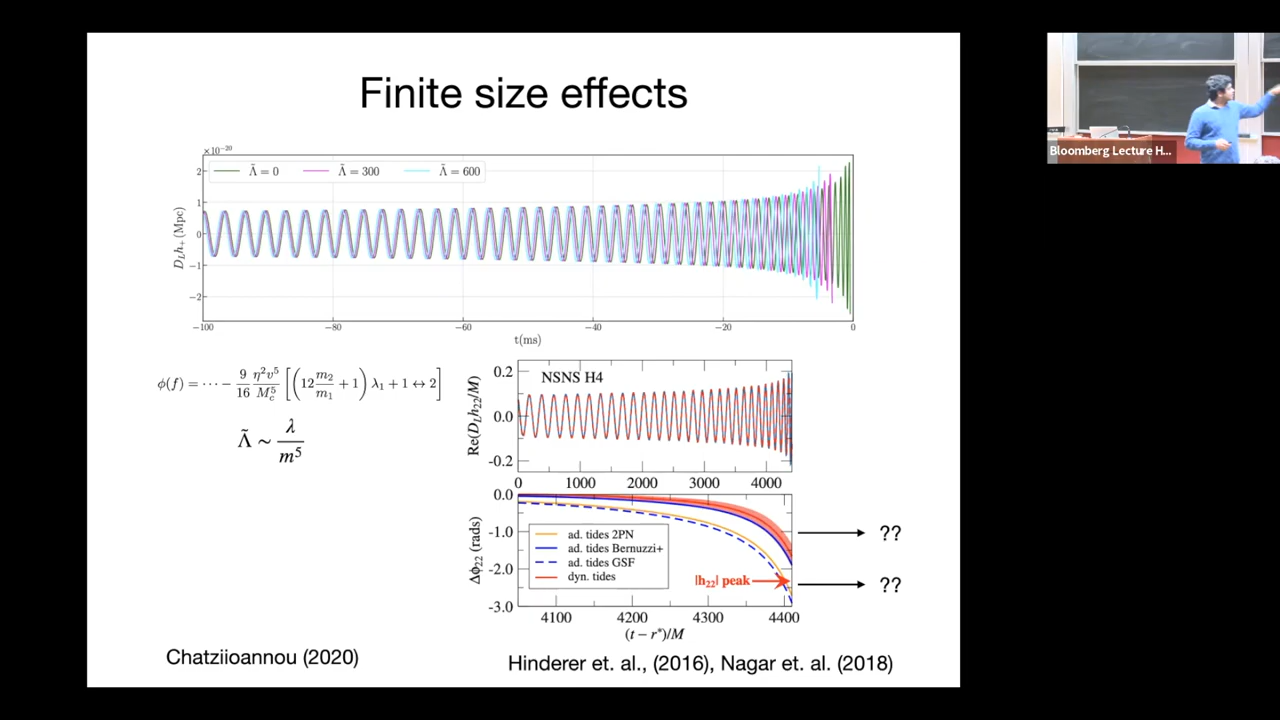 Finite size effects
×10⁻²⁰
Λ̃ = 0
Λ̃ = 300
Λ̃ = 600
2
1
0
−1
−2
D_L h_+ (Mpc)
−100
−80
−60
−40
−20
0
t(ms)
Bloomberg Lecture H...
ϕ(f) = ··· − 9/16 η²v⁵/M_c⁵ [(12 m₂/m₁ + 1) λ₁ + 1 ↔ 2]
Λ̃ ~ λ/m⁵
NSNS H4
0.2
0.0
-0.2
Re(D_L h₂₂/M)
0
1000
2000
3000
4000
0.0
-1.0
-2.0
-3.0
Δϕ₂₂ (rads)
ad. tides 2PN
ad. tides Bernuzzi+
ad. tides GSF
dyn. tides
|h₂₂| peak
??
??
4100
4200
4300
4400
(t − r*)/M
Chatziioannou (2020)
Hinderer et. al., (2016), Nagar et. al. (2018)